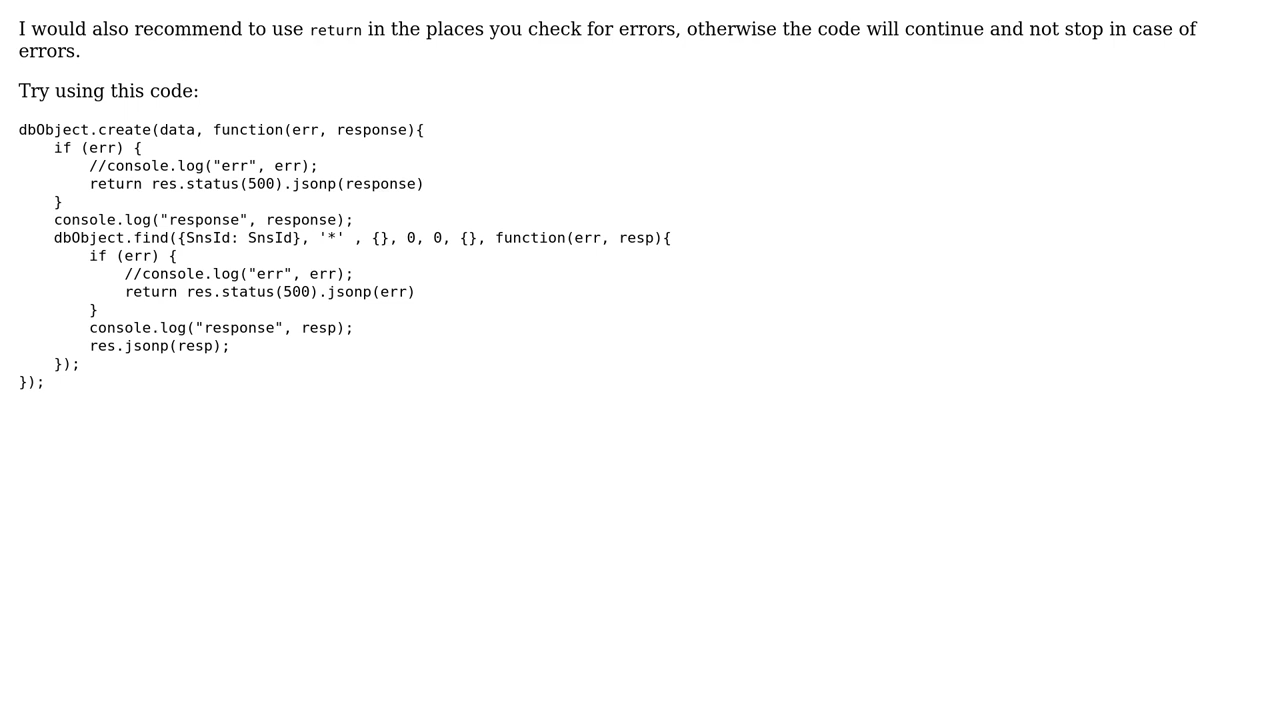 I would also recommend to use return in the places you check for errors, otherwise the code will continue and not stop in case of
errors.
Try using this code:
dbObject.create(data, function(err, response){
    if (err) {
        //console.log("err", err);
        return res.status(500).jsonp(response)
    }
    console.log("response", response);
    dbObject.find({SnsId: SnsId}, '*' , {}, 0, 0, {}, function(err, resp){
        if (err) {
            //console.log("err", err);
            return res.status(500).jsonp(err)
        }
        console.log("response", resp);
        res.jsonp(resp);
    });
});